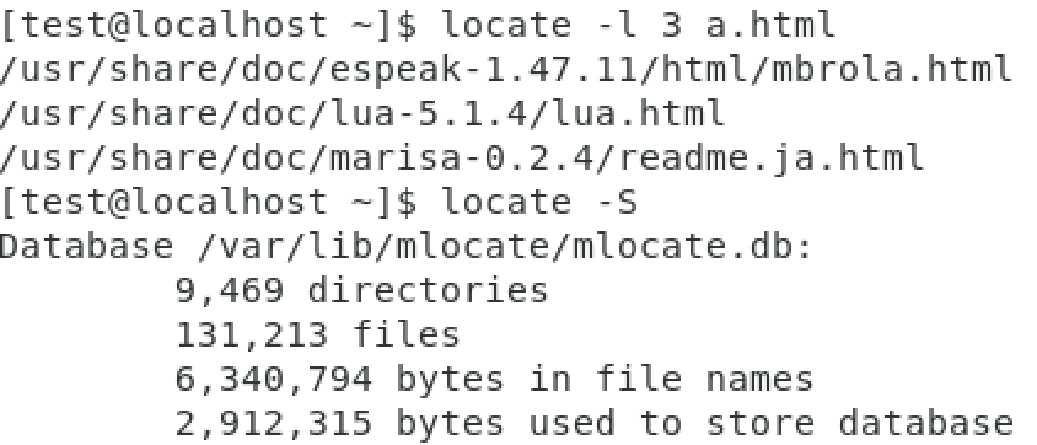 [test@localhost ~]$ locate -l 3 a.html
/usr/share/doc/espeak-1.47.11/html/mbrola.html
/usr/share/doc/lua-5.1.4/lua.html
/usr/share/doc/marisa-0.2.4/readme.ja.html
[test@localhost ~]$ locate -S
Database /var/lib/mlocate/mlocate.db:
        9,469 directories
        131,213 files
        6,340,794 bytes in file names
        2,912,315 bytes used to store database